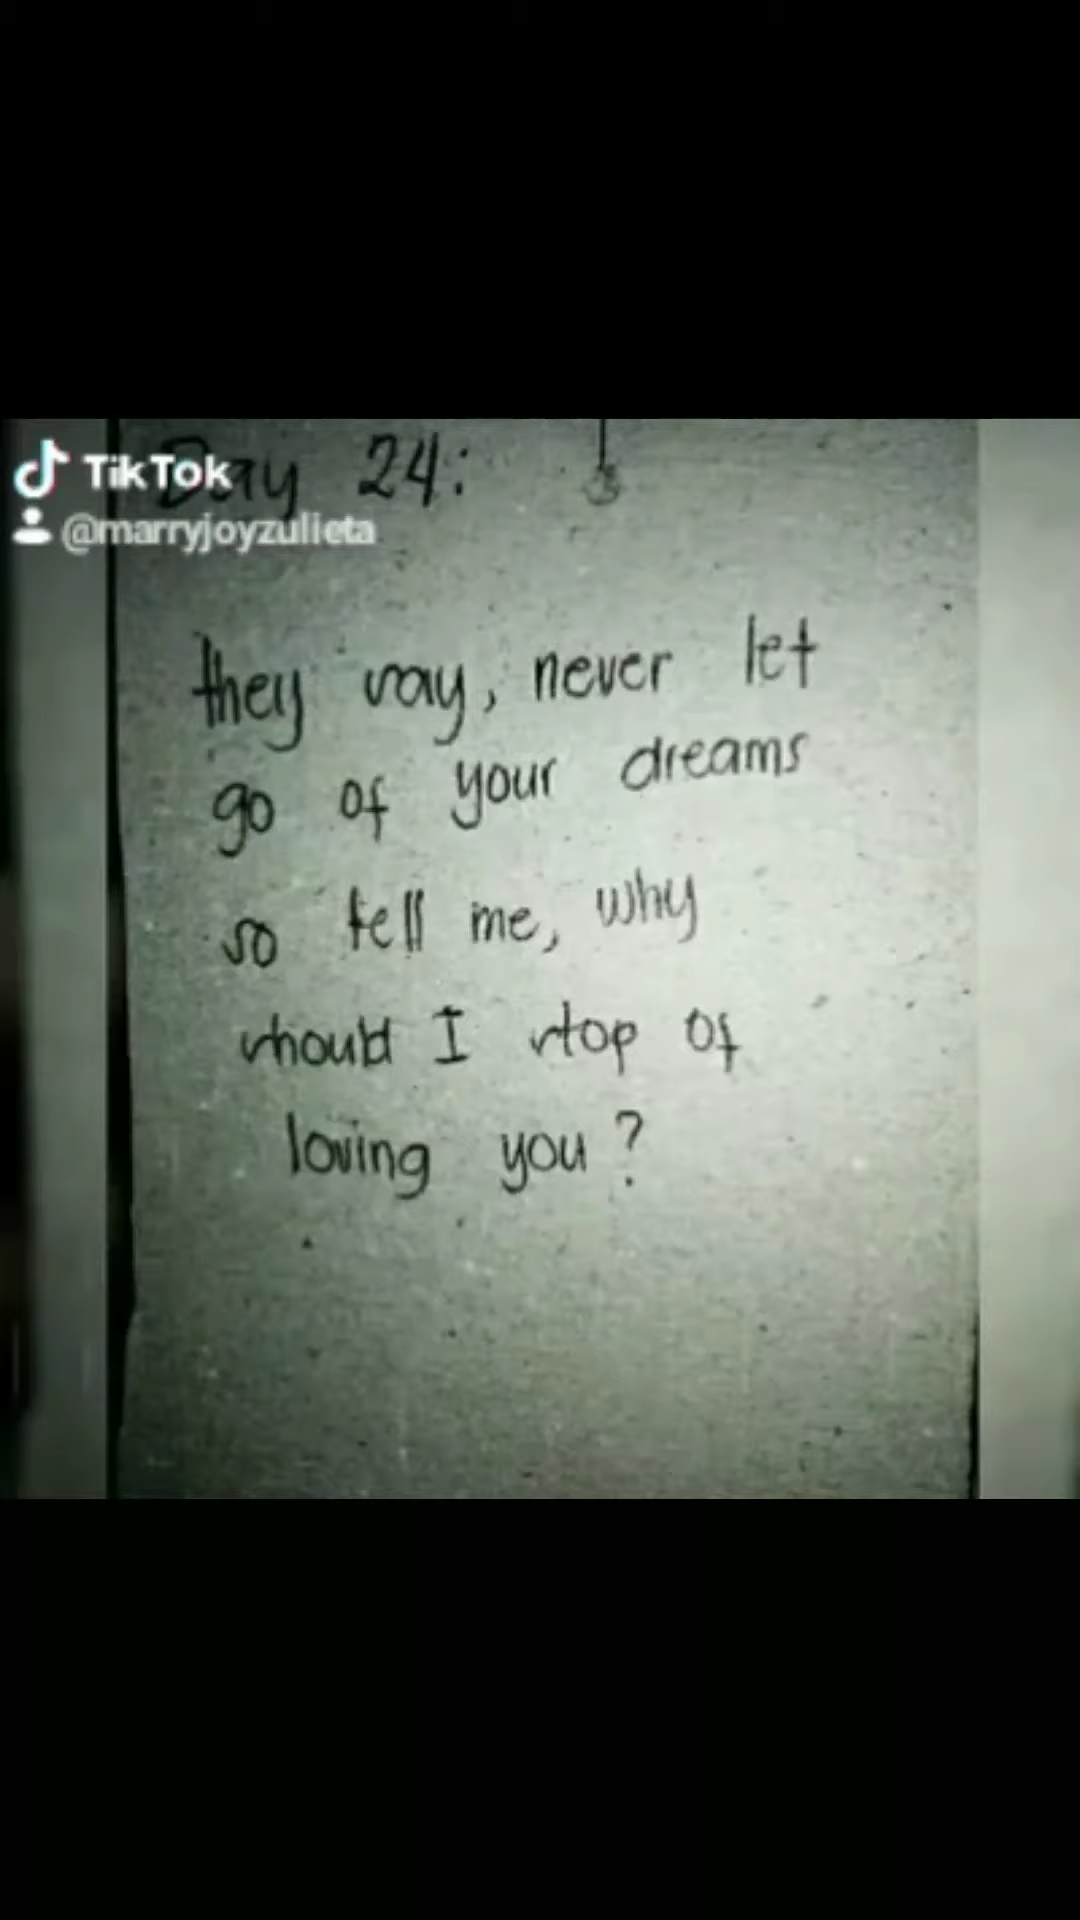 Day 24:
TikTok
@marryjoyzulieta
they say, never let
go of your dreams
so tell me, why
should I stop of
loving you?